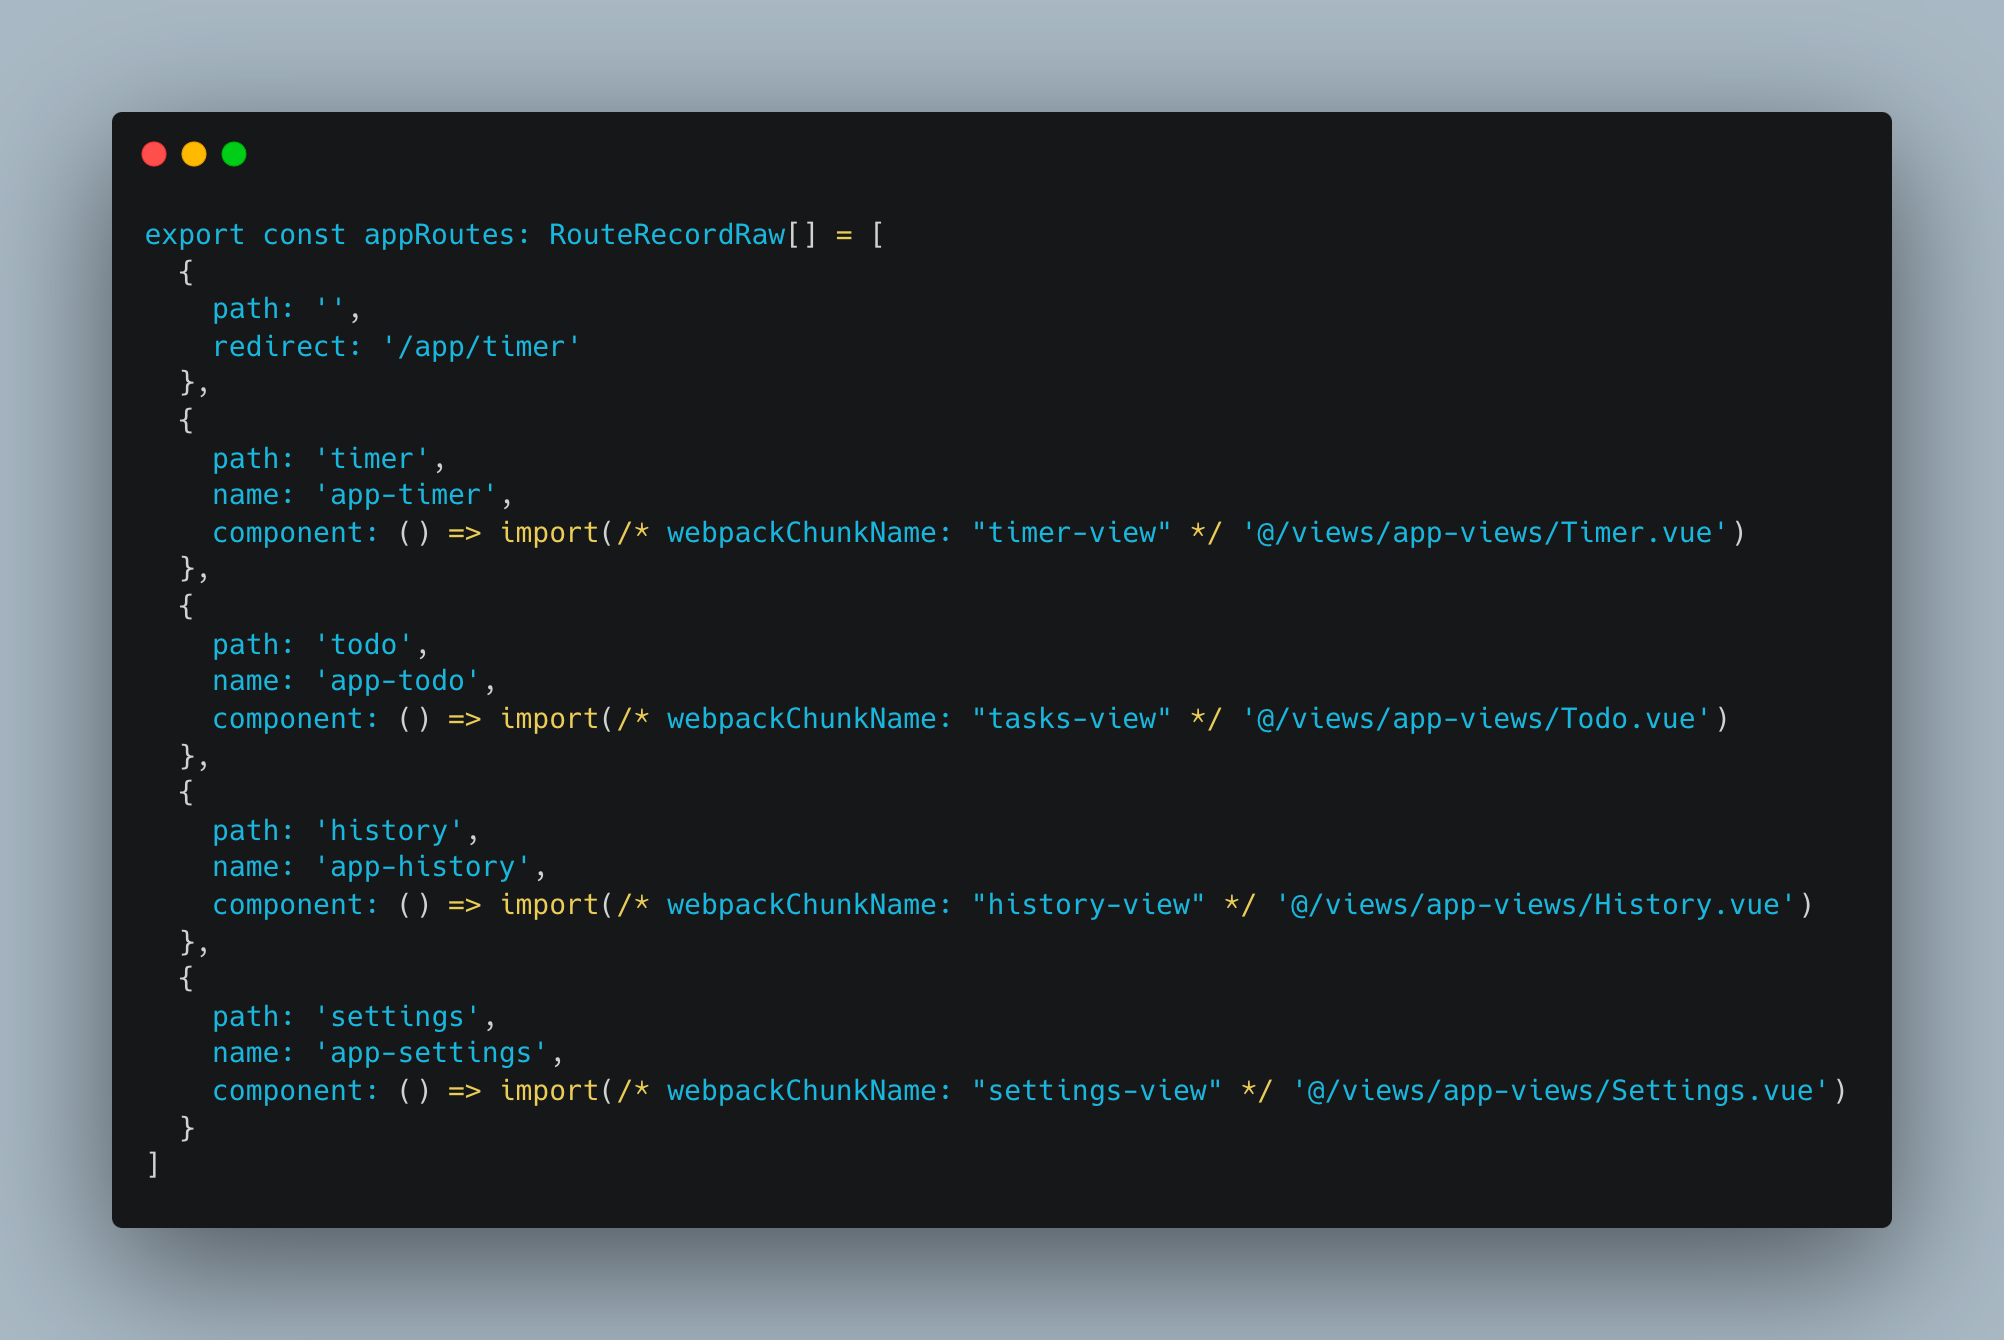 export const appRoutes: RouteRecordRaw[] = [
  {
    path: '',
    redirect: '/app/timer'
  },
  {
    path: 'timer',
    name: 'app-timer',
    component: () => import(/* webpackChunkName: "timer-view" */ '@/views/app-views/Timer.vue')
  },
  {
    path: 'todo',
    name: 'app-todo',
    component: () => import(/* webpackChunkName: "tasks-view" */ '@/views/app-views/Todo.vue')
  },
  {
    path: 'history',
    name: 'app-history',
    component: () => import(/* webpackChunkName: "history-view" */ '@/views/app-views/History.vue')
  },
  {
    path: 'settings',
    name: 'app-settings',
    component: () => import(/* webpackChunkName: "settings-view" */ '@/views/app-views/Settings.vue')
  }
]